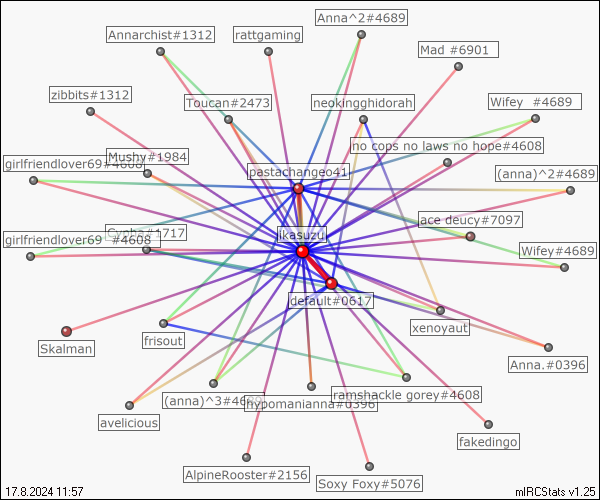 Anna^2#4689
Annarchist#1312
rattgaming
Mad #6901
zibbits#1312
Toucan#2473
neokingghidorah
Wifey #4689
no cops no laws no hope#4608
Mushy#1984
girlfriendlover69#4608
pastachangeo41
(anna)^2#4689
ace deucy#7097
jkasuzu
girlfriendlover69 #4608
#1717
Wifey#4689
default#0617
xenoyaut
Skalman
frisout
Anna.#0396
ramshackle gorey#4608
(anna)^3#4689
hypomanianna#0396
avelicious
fakedingo
AlpineRooster#2156
Soxy Foxy#5076
17.8.2024 11:57
mIRCStats v1.25